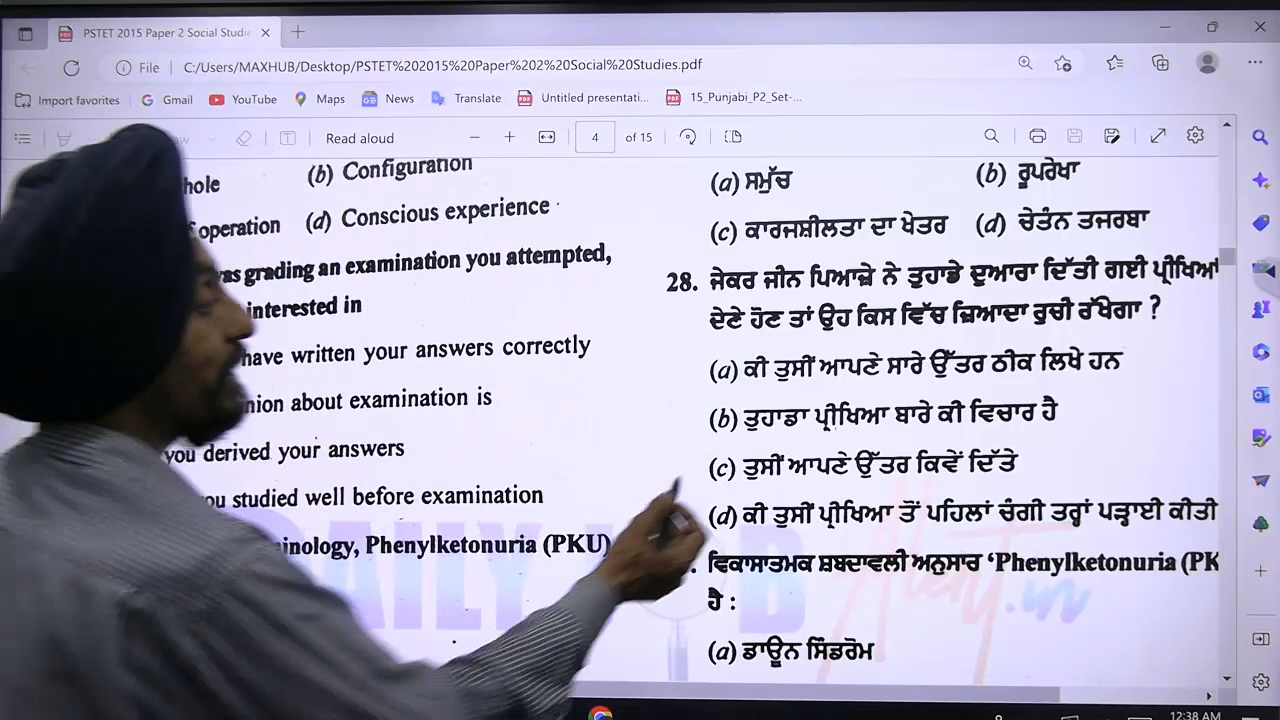 PSTET 2015 Paper 2 Social Studi
File
C:/Users/MAXHUB/Desktop/PSTET%202015%20Paper%202%20Social%20Studies.pdf
Import favorites
Gmail
YouTube
Maps
News
Translate
Untitled presentati...
15_Punjabi_P2_Set-...
Read aloud
4
of 15
hole
(b) Configuration
operation
(d) Conscious experience
as grading an examination you attempted,
interested in
have written your answers correctly
nion about examination is
you derived your answers
you studied well before examination
inology, Phenylketonuria (PKU)
(a) ਸਮੁੱਚ
(b) ਰੂਪਰੇਖਾ
(c) ਕਾਰਜਸ਼ੀਲਤਾ ਦਾ ਖੇਤਰ
(d) ਚੇਤੰਨ ਤਜਰਬਾ
28. ਜੇਕਰ ਜੀਨ ਪਿਆਜ਼ੇ ਨੇ ਤੁਹਾਡੇ ਦੁਆਰਾ ਦਿੱਤੀ ਗਈ ਪ੍ਰੀਖਿਆ
ਦੇਣੇ ਹੋਣ ਤਾਂ ਉਹ ਕਿਸ ਵਿੱਚ ਜ਼ਿਆਦਾ ਰੁਚੀ ਰੱਖੇਗਾ ?
(a) ਕੀ ਤੁਸੀਂ ਆਪਣੇ ਸਾਰੇ ਉੱਤਰ ਠੀਕ ਲਿਖੇ ਹਨ
(b) ਤੁਹਾਡਾ ਪ੍ਰੀਖਿਆ ਬਾਰੇ ਕੀ ਵਿਚਾਰ ਹੈ
(c) ਤੁਸੀਂ ਆਪਣੇ ਉੱਤਰ ਕਿਵੇਂ ਦਿੱਤੇ
(d) ਕੀ ਤੁਸੀਂ ਪ੍ਰੀਖਿਆ ਤੋਂ ਪਹਿਲਾਂ ਚੰਗੀ ਤਰ੍ਹਾਂ ਪੜ੍ਹਾਈ ਕੀਤੀ
ਵਿਕਾਸਾਤਮਕ ਸ਼ਬਦਾਵਲੀ ਅਨੁਸਾਰ ‘Phenylketonuria (PK
ਹੈ :
(a) ਡਾਊਨ ਸਿੰਡਰੋਮ
12:38 AM